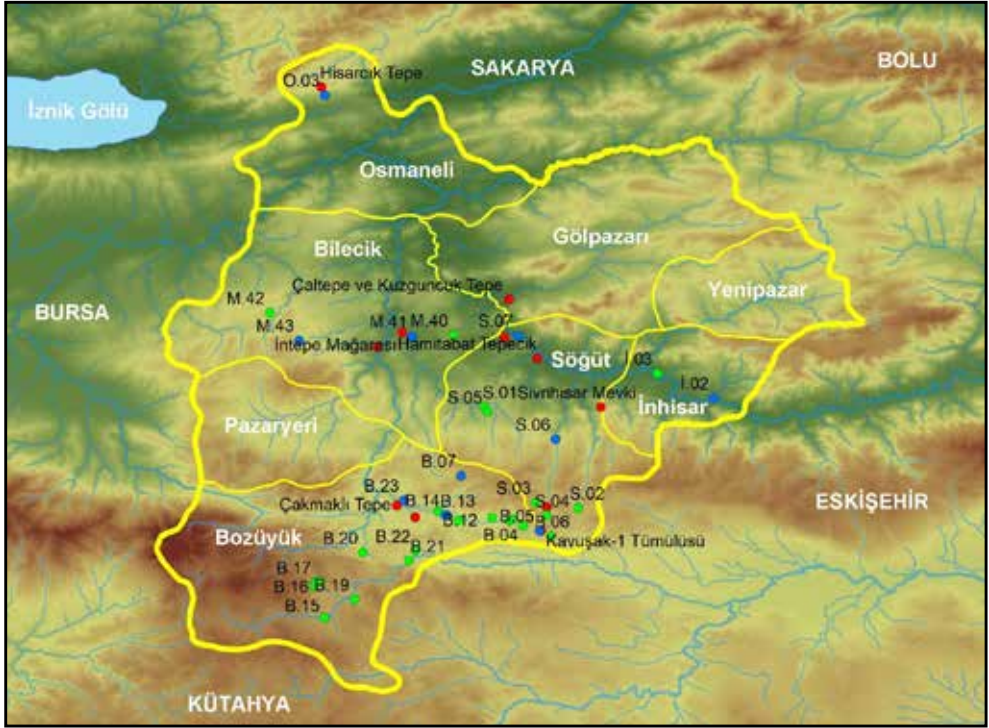 BOLU
SAKARYA
O.03
Hisarcık Tepe
İznik Gölü
Osmaneli
Bilecik
Gölpazarı
Çaltepe ve Kuzguncuk Tepe
Yenipazar
M.42
BURSA
M.43
M.41
M.40
S.07
İntepe Mağarası
Hamitabat Tepecik
Söğüt
İ.03
İ.02
S.05
S.01
Sivrihisar Mevki
İnhisar
Pazaryeri
S.06
B.07
B.23
B.14
B.13
S.03
S.04
S.02
ESKİŞEHİR
Çakmaklı Tepe
B.12
B.05
B.06
Bozüyük
B.22
B.04
Kavuşak-1 Tümülüsü
B.20
B.21
B.17
B.16
B.19
B.15
KÜTAHYA